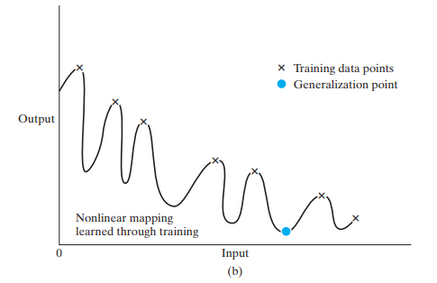 × Training data points
Generalization point
Output
Nonlinear mapping
learned through training
0
Input
(b)